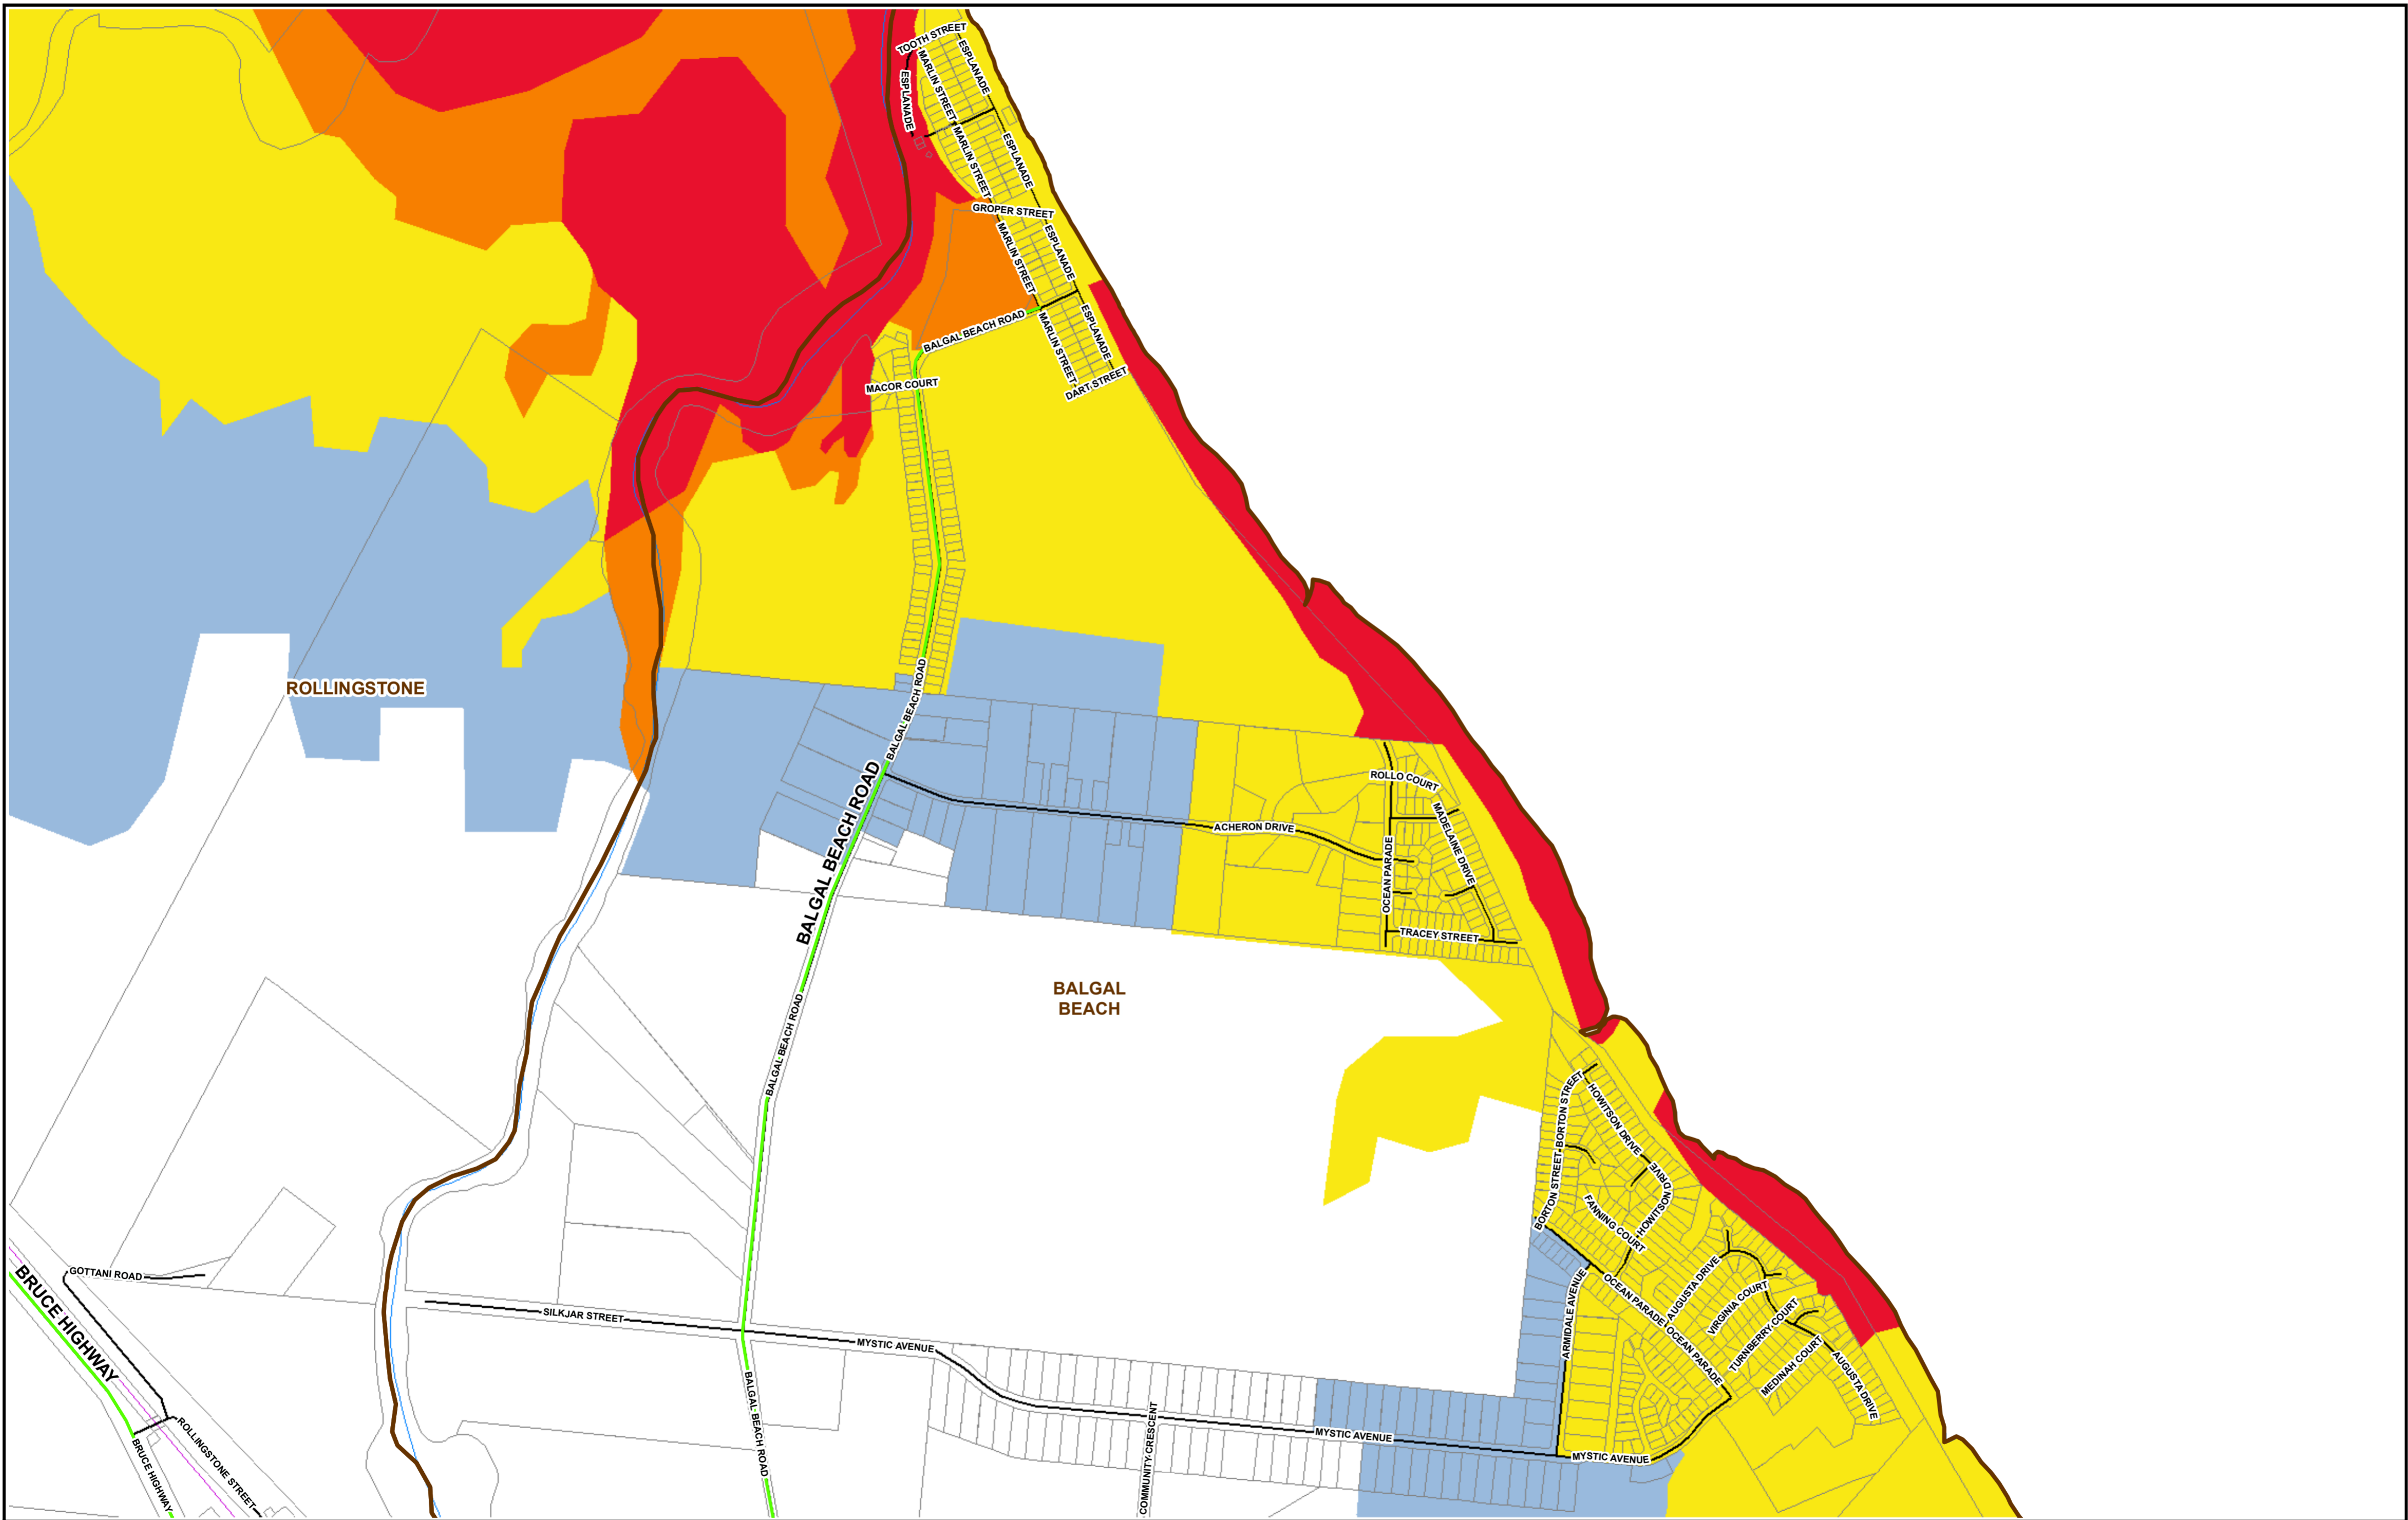 TOOTH STREET
ESPLANADE
MARLIN STREET
ESPLANADE
MARLIN STREET
ESPLANADE
GROPER STREET
MARLIN STREET
ESPLANADE
BALGAL BEACH ROAD
MARLIN STREET
ESPLANADE
MACOR COURT
DART STREET
ROLLINGSTONE
BALGAL BEACH ROAD
BALGAL BEACH ROAD
ROLLO COURT
MADELAINE DRIVE
ACHERON DRIVE
OCEAN PARADE
TRACEY STREET
BALGAL
BEACH
BALGAL BEACH ROAD
BORTON STREET
HOWITSON DRIVE
BORTON STREET
HOWITSON DRIVE
FANNING COURT
GOTTANI ROAD
BRUCE HIGHWAY
SILKJAR STREET
MYSTIC AVENUE
ARMIDALE AVENUE
OCEAN PARADE
AUGUSTA DRIVE
VIRGINIA COURT
OCEAN PARADE
TURNBERRY COURT
MEDINAH COURT
AUGUSTA DRIVE
BALGAL BEACH ROAD
COMMUNITY CRESCENT
MYSTIC AVENUE
MYSTIC AVENUE
BRUCE HIGHWAY
ROLLINGSTONE STREET